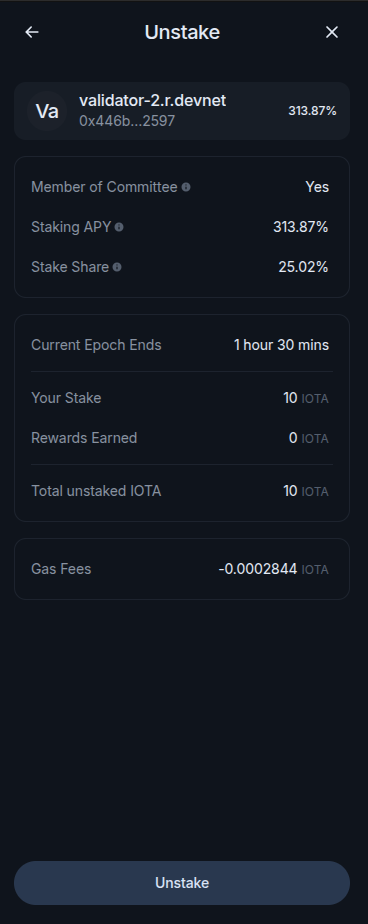 Unstake
Va
validator-2.r.devnet
0x446b...2597
313.87%
Member of Committee
Yes
Staking APY
313.87%
Stake Share
25.02%
Current Epoch Ends
1 hour 30 mins
Your Stake
10 IOTA
Rewards Earned
0 IOTA
Total unstaked IOTA
10 IOTA
Gas Fees
-0.0002844 IOTA
Unstake